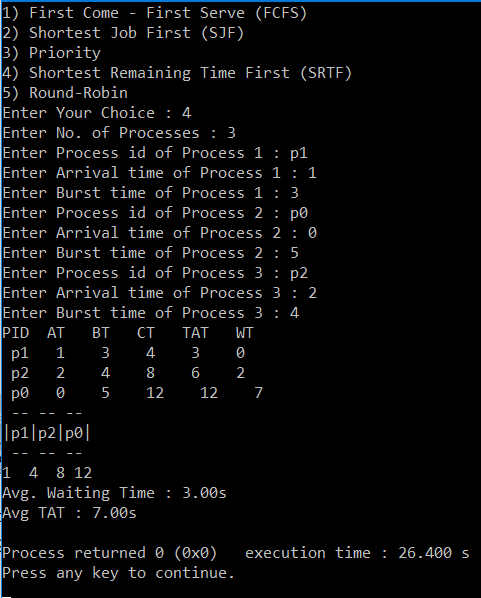 1) First Come - First Serve (FCFS)
2) Shortest Job First (SJF)
3) Priority
4) Shortest Remaining Time First (SRTF)
5) Round-Robin
Enter Your Choice : 4
Enter No. of Processes : 3
Enter Process id of Process 1 : p1
Enter Arrival time of Process 1 : 1
Enter Burst time of Process 1 : 3
Enter Process id of Process 2 : p0
Enter Arrival time of Process 2 : 0
Enter Burst time of Process 2 : 5
Enter Process id of Process 3 : p2
Enter Arrival time of Process 3 : 2
Enter Burst time of Process 3 : 4
PID  AT    BT    CT    TAT   WT
 p1   1     3     4     3     0
 p2   2     4     8     6     2
 p0   0     5     12     12     7
 -- -- --
|p1|p2|p0|
 -- -- --
1  4  8 12
Avg. Waiting Time : 3.00s
Avg TAT : 7.00s
Process returned 0 (0x0)   execution time : 26.400 s
Press any key to continue.